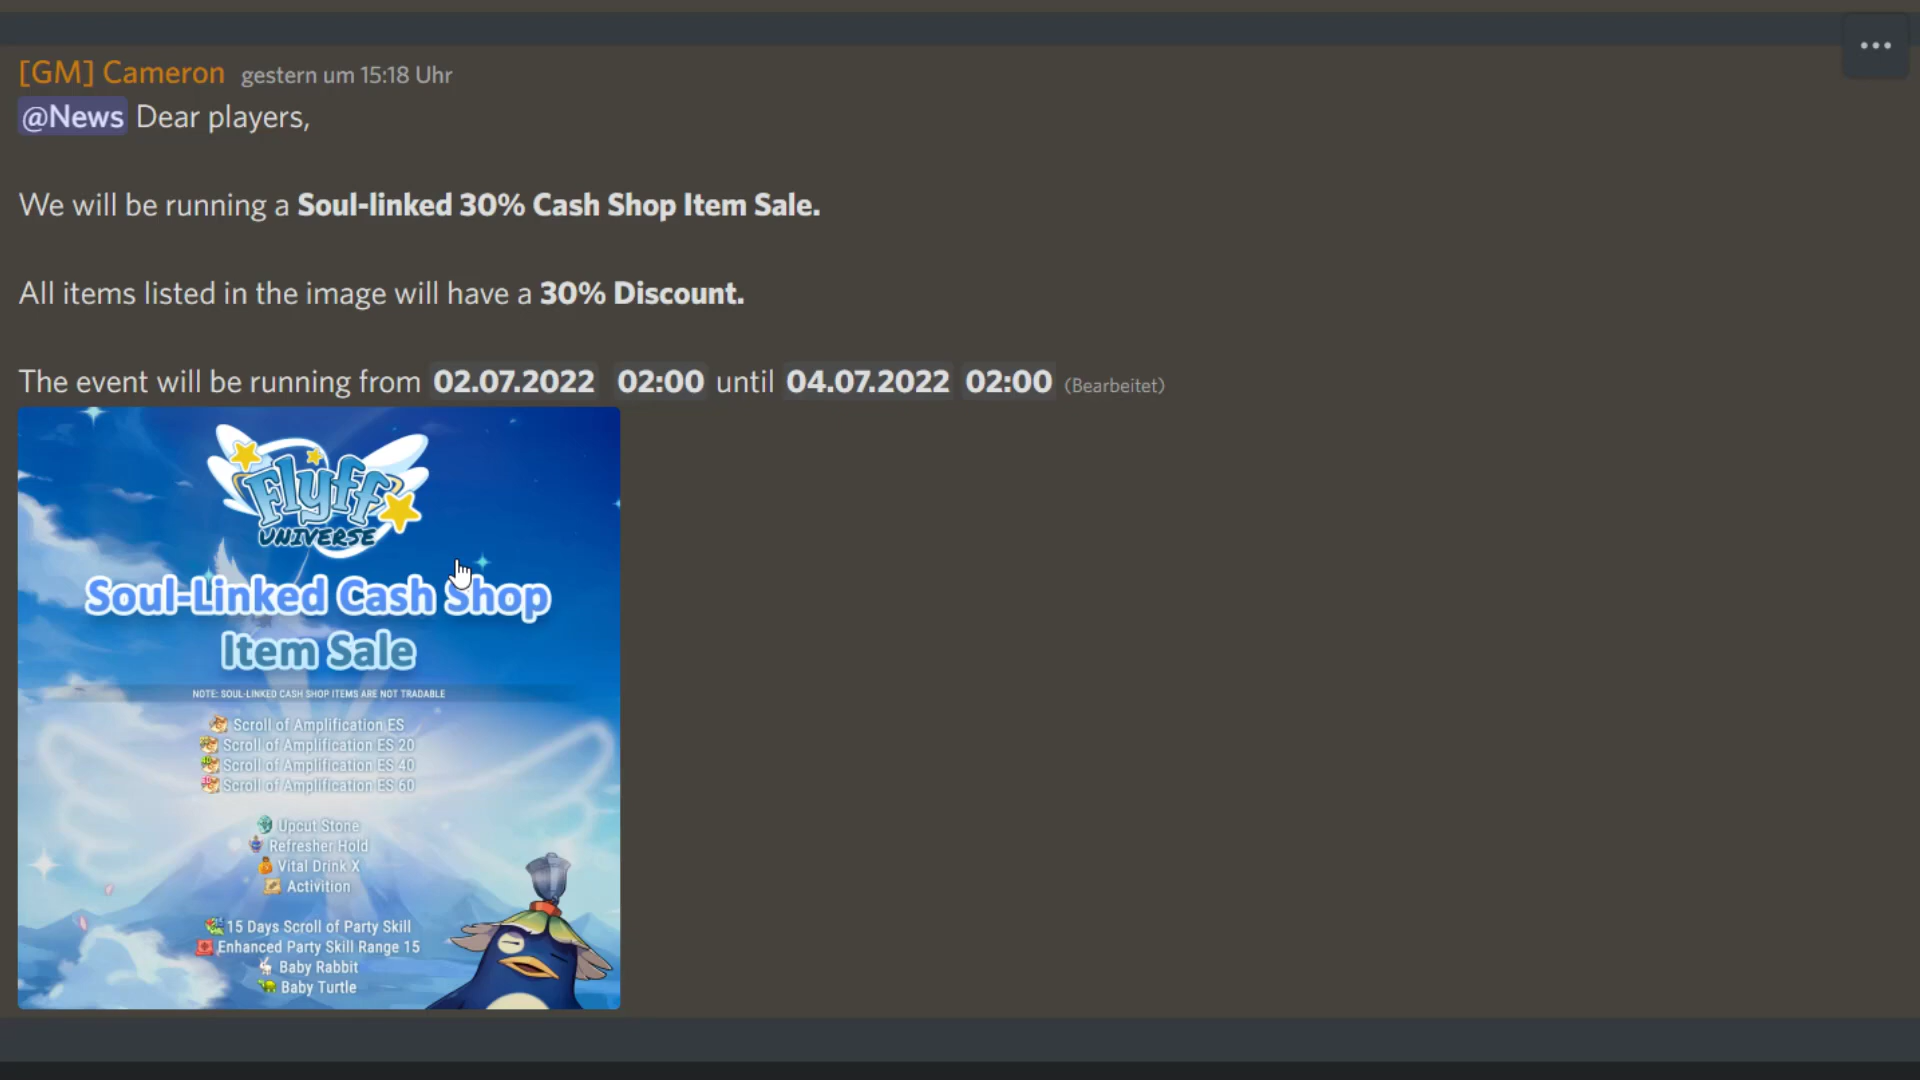 [GM] Cameron gestern um 15:18 Uhr
@News Dear players,
We will be running a Soul-linked 30% Cash Shop Item Sale.
All items listed in the image will have a 30% Discount.
The event will be running from 02.07.2022 02:00 until 04.07.2022 02:00 (Bearbeitet)
Flyff
UNIVERSE
Soul-Linked Cash Shop
Item Sale
NOTE: SOUL-LINKED CASH SHOP ITEMS ARE NOT TRADABLE
Scroll of Amplification ES
Scroll of Amplification ES 20
Scroll of Amplification ES 40
Scroll of Amplification ES 60
Upcut Stone
Refresher Hold
Vital Drink X
Activition
15 Days Scroll of Party Skill
Enhanced Party Skill Range 15
Baby Rabbit
Baby Turtle